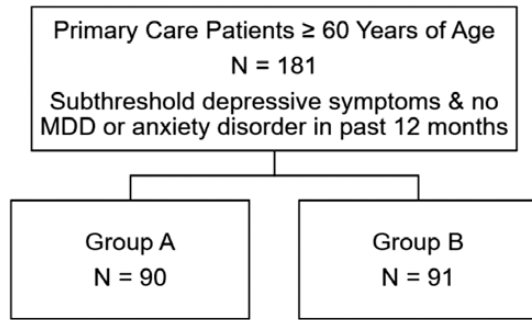 Primary Care Patients ≥ 60 Years of Age
N = 181
Subthreshold depressive symptoms & no
MDD or anxiety disorder in past 12 months
Group A
N = 90
Group B
N = 91